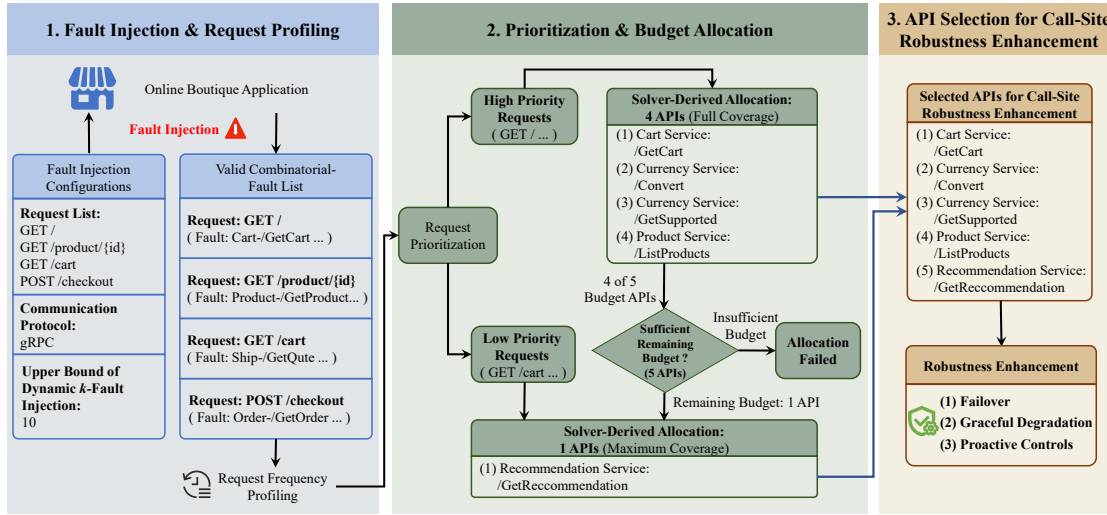 1. Fault Injection & Request Profiling
Online Boutique Application
Fault Injection
Fault Injection
Configurations
Request List:
GET /
GET /product/{id}
GET /cart
POST /checkout
Communication
Protocol:
gRPC
Upper Bound of
Dynamic k-Fault
Injection:
10
Valid Combinatorial-
Fault List
Request: GET /
( Fault: Cart-/GetCart ... )
Request: GET /product/{id}
( Fault: Product-/GetProduct... )
Request: GET /cart
(Fault: Ship-/GetQute ... )
Request: POST /checkout
(Fault: Order-/GetOrder ... )
Request Frequency
Profiling
2. Prioritization & Budget Allocation
Request
Prioritization
High Priority
Requests
( GET / ... )
Low Priority
Requests
( GET /cart ... )
Solver-Derived Allocation:
4 APIs (Full Coverage)
(1) Cart Service:
/GetCart
(2) Currency Service:
/Convert
(3) Currency Service:
/GetSupported
(4) Product Service:
/ListProducts
4 of 5
Budget APIs
Sufficient
Remaining
Budget ?
(5 APIs)
Insufficient
Budget
Allocation
Failed
Remaining Budget: 1 API
Solver-Derived Allocation:
1 APIs (Maximum Coverage)
(1) Recommendation Service:
/GetReccommendation
3. API Selection for Call-Site
Robustness Enhancement
Selected APIs for Call-Site
Robustness Enhancement
(1) Cart Service:
/GetCart
(2) Currency Service:
/Convert
(3) Currency Service:
/GetSupported
(4) Product Service:
/ListProducts
(5) Recommendation Service:
/GetReccommendation
Robustness Enhancement
(1) Failover
(2) Graceful Degradation
(3) Proactive Controls